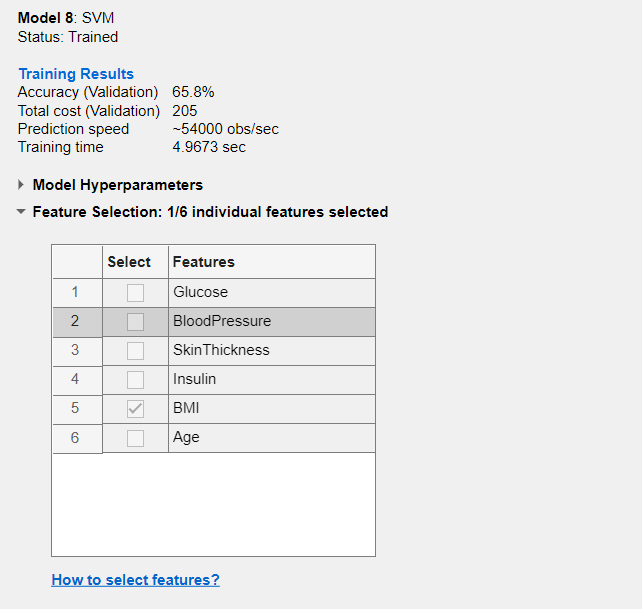 Model 8: SVM
Status: Trained
Training Results
Accuracy (Validation) 65.8%
Total cost (Validation) 205
Prediction speed ~54000 obs/sec
Training time 4.9673 sec
Model Hyperparameters
Feature Selection: 1/6 individual features selected
Select Features
1 Glucose
2 BloodPressure
3 SkinThickness
4 Insulin
5 BMI
6 Age
How to select features?